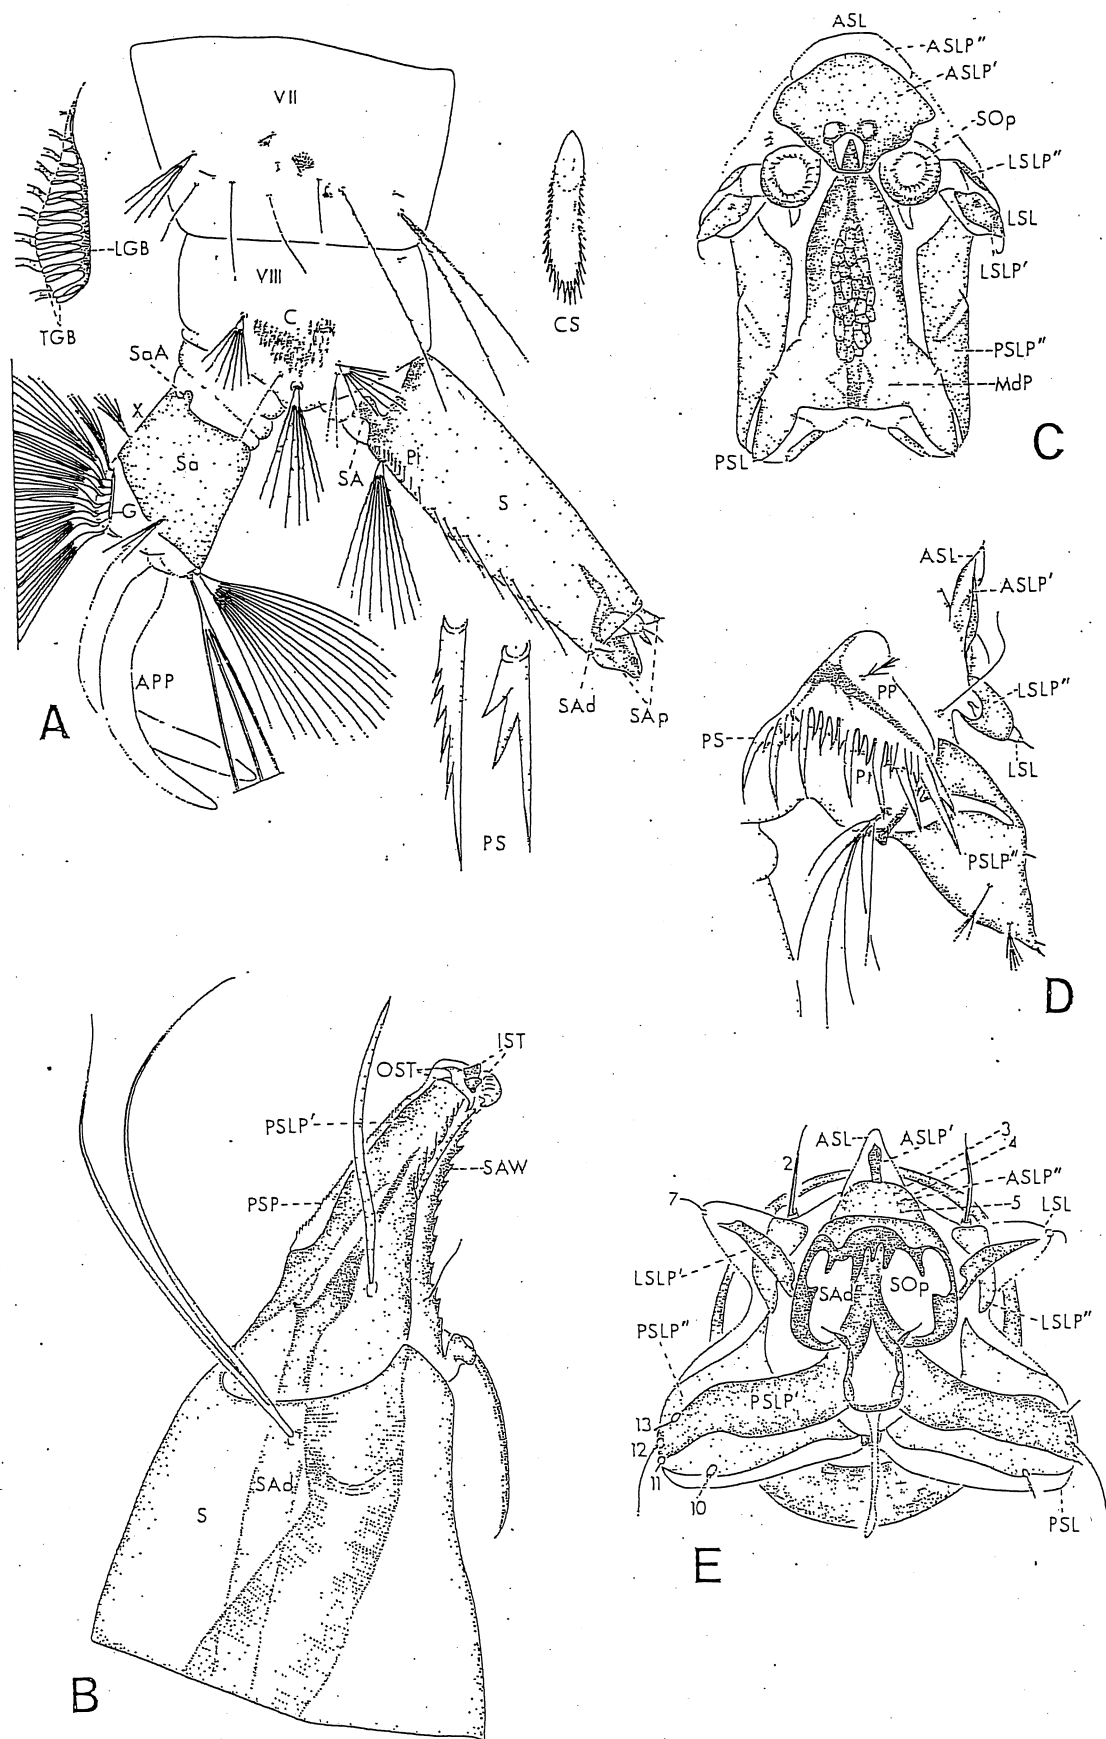 VII
LGB
TGB
VIII
C
CS
SaA
X
Sa
G
SA
Pt
S
APP
SAd
SAp
PS
A
ASL
ASLP"
ASLP'
SOp
LSLP"
LSL
LSLP'
PSLP"
MdP
PSL
C
ASL
ASLP'
PP
LSLP"
PS
LSL
Pt
PSLP"
D
IST
OST
PSLP'
SAW
PSP
SAd
S
B
ASL
ASLP'
3
4
2
ASLP"
5
LSL
7
LSLP'
SAd
SOp
LSLP"
PSLP"
PSLP'
13
12
11
10
PSL
E